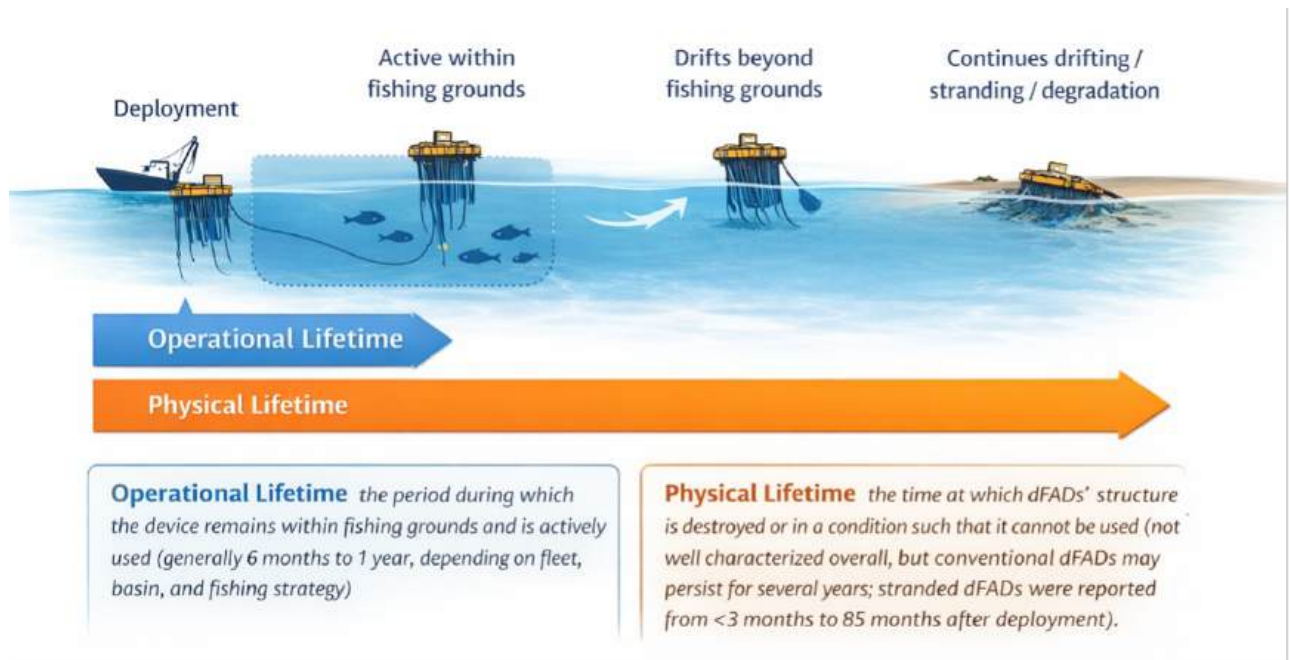 Deployment
Active within
fishing grounds
Drifts beyond
fishing grounds
Continues drifting /
stranding / degradation
Operational Lifetime
Physical Lifetime
Operational Lifetime the period during which
the device remains within fishing grounds and is actively
used (generally 6 months to 1 year, depending on fleet,
basin, and fishing strategy)
Physical Lifetime the time at which dFADs' structure
is destroyed or in a condition such that it cannot be used (not
well characterized overall, but conventional dFADs may
persist for several years; stranded dFADs were reported
from <3 months to 85 months after deployment).